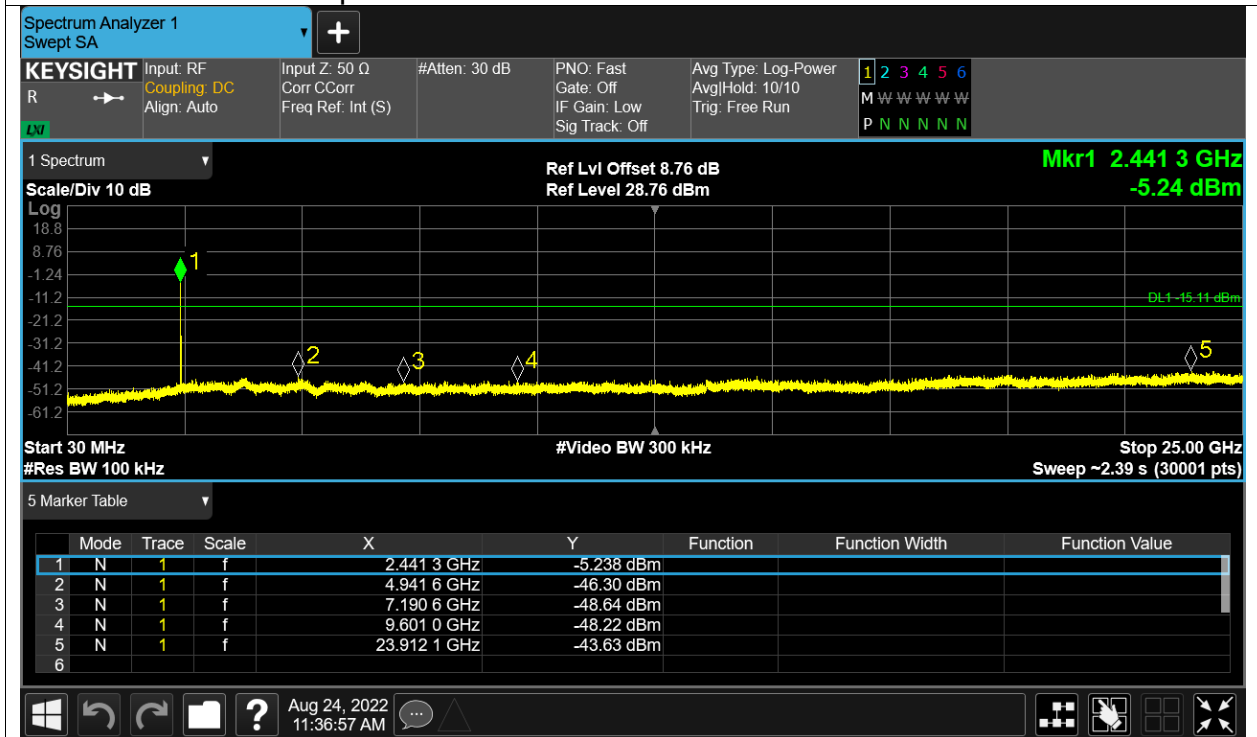 Spectrum Analyzer 1
Swept SA
+
KEYSIGHT Input: RF Input Z: 50 Ω #Atten: 30 dB PNO: Fast Avg Type: Log-Power 1 2 3 4 5 6
R Coupling: DC Corr CCorr Gate: Off Avg|Hold: 10/10 M W W W W W
Align: Auto Freq Ref: Int (S) IF Gain: Low Trig: Free Run
LXI Sig Track: Off P N N N N N
1 Spectrum Ref Lvl Offset 8.76 dB Mkr1 2.441 3 GHz
Scale/Div 10 dB Ref Level 28.76 dBm -5.24 dBm
Log
18.8
8.76
1
-1.24
-11.2 DL1 -15.11 dBm
-21.2
-31.2
2 3 4 5
-41.2
-51.2
-61.2
Start 30 MHz #Video BW 300 kHz Stop 25.00 GHz
#Res BW 100 kHz Sweep ~2.39 s (30001 pts)
5 Marker Table
Mode Trace Scale X Y Function Function Width Function Value
1 N 1 f 2.441 3 GHz -5.238 dBm
2 N 1 f 4.941 6 GHz -46.30 dBm
3 N 1 f 7.190 6 GHz -48.64 dBm
4 N 1 f 9.601 0 GHz -48.22 dBm
5 N 1 f 23.912 1 GHz -43.63 dBm
6
? Aug 24, 2022
11:36:57 AM